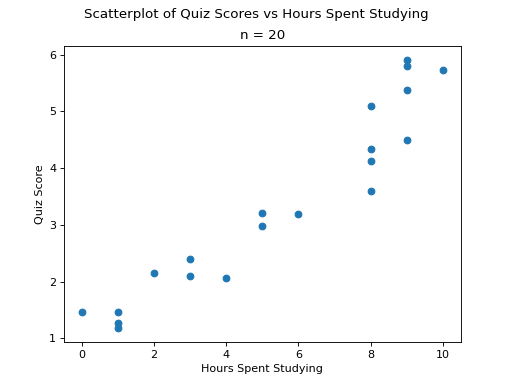 Scatterplot of Quiz Scores vs Hours Spent Studying
n = 20
6
5
4
3
2
1
Quiz Score
0 2 4 6 8 10
Hours Spent Studying